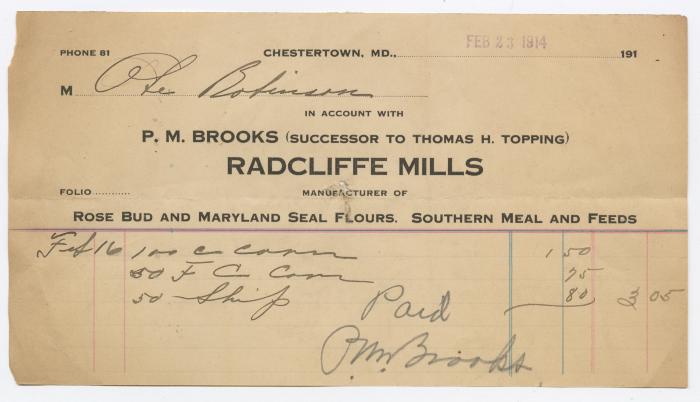 PHONE 81 CHESTERTOWN, MD., FEB 23 1914 191
M Robinson
IN ACCOUNT WITH
P. M. BROOKS (SUCCESSOR TO THOMAS H. TOPPING)
RADCLIFFE MILLS
FOLIO............ MANUFACTURER OF
ROSE BUD AND MARYLAND SEAL FLOURS. SOUTHERN MEAL AND FEEDS
Feb 16 100 C Corn 1 50
50 F C Corn 75
50 Ship 80 3 05
Paid
P.M. Brooks